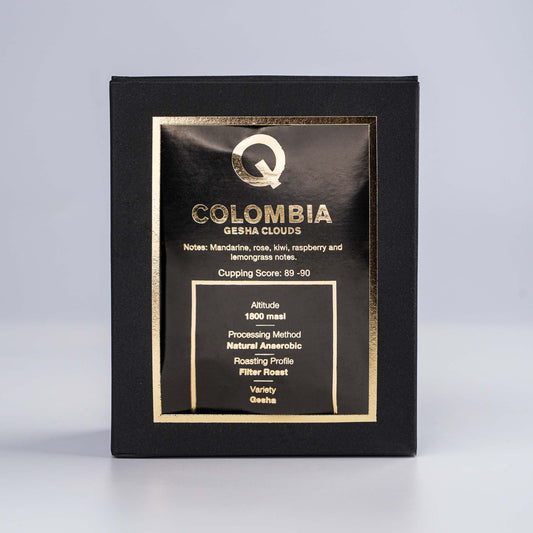 Q
COLOMBIA
GESHA CLOUDS
Notes: Mandarine, rose, kiwi, raspberry and
lemongrass notes.
Cupping Score: 89 -90
Altitude
1800 masl
Processing Method
Natural Anaerobic
Roasting Profile
Filter Roast
Variety
Gesha